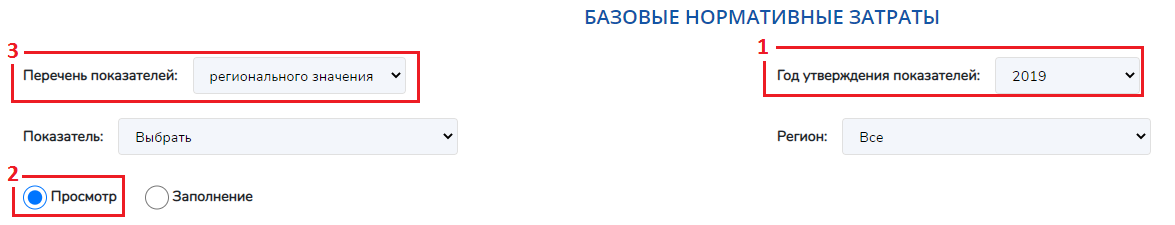 БАЗОВЫЕ НОРМАТИВНЫЕ ЗАТРАТЫ
3
1
Перечень показателей: регионального значения
Год утверждения показателей: 2019
Показатель: Выбрать
Регион: Все
2
Просмотр
Заполнение